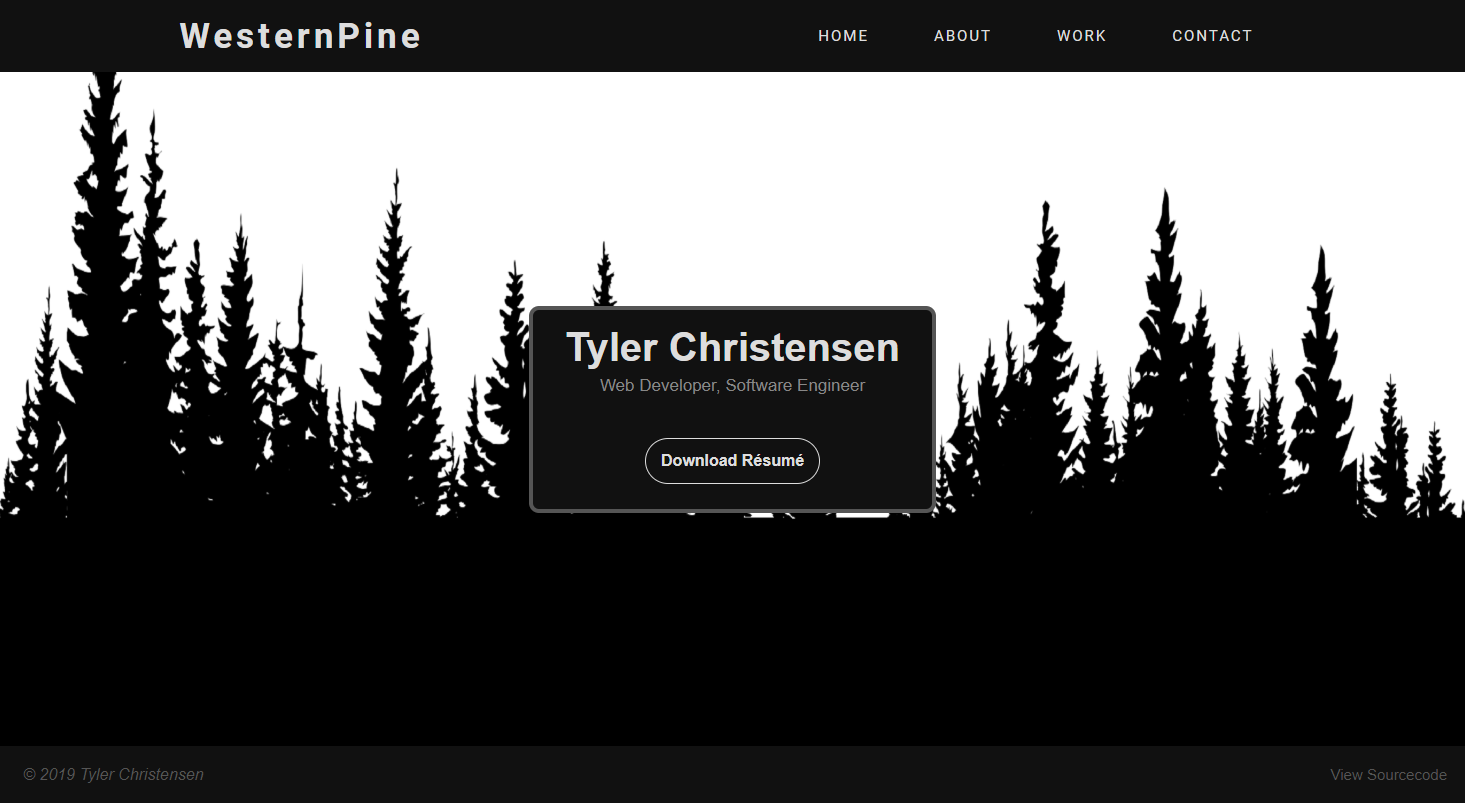 WesternPine
HOME ABOUT WORK CONTACT
Tyler Christensen
Web Developer, Software Engineer
Download Résumé
© 2019 Tyler Christensen
View Sourcecode